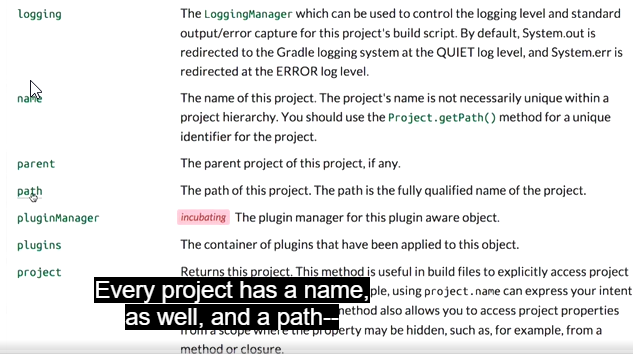 logging The LoggingManager which can be used to control the logging level and standard
output/error capture for this project's build script. By default, System.out is
redirected to the Gradle logging system at the QUIET log level, and System.err is
redirected at the ERROR log level.
name The name of this project. The project's name is not necessarily unique within a
project hierarchy. You should use the Project.getPath() method for a unique
identifier for the project.
parent The parent project of this project, if any.
path The path of this project. The path is the fully qualified name of the project.
pluginManager incubating The plugin manager for this plugin aware object.
plugins The container of plugins that have been applied to this object.
project Returns this project. This method is useful in build files to explicitly access project
using project.name can express your intent
method also allows you to access project properties
from a scope where the property may be hidden, such as, for example, from a
method or closure.
Every project has a name,
as well, and a path--